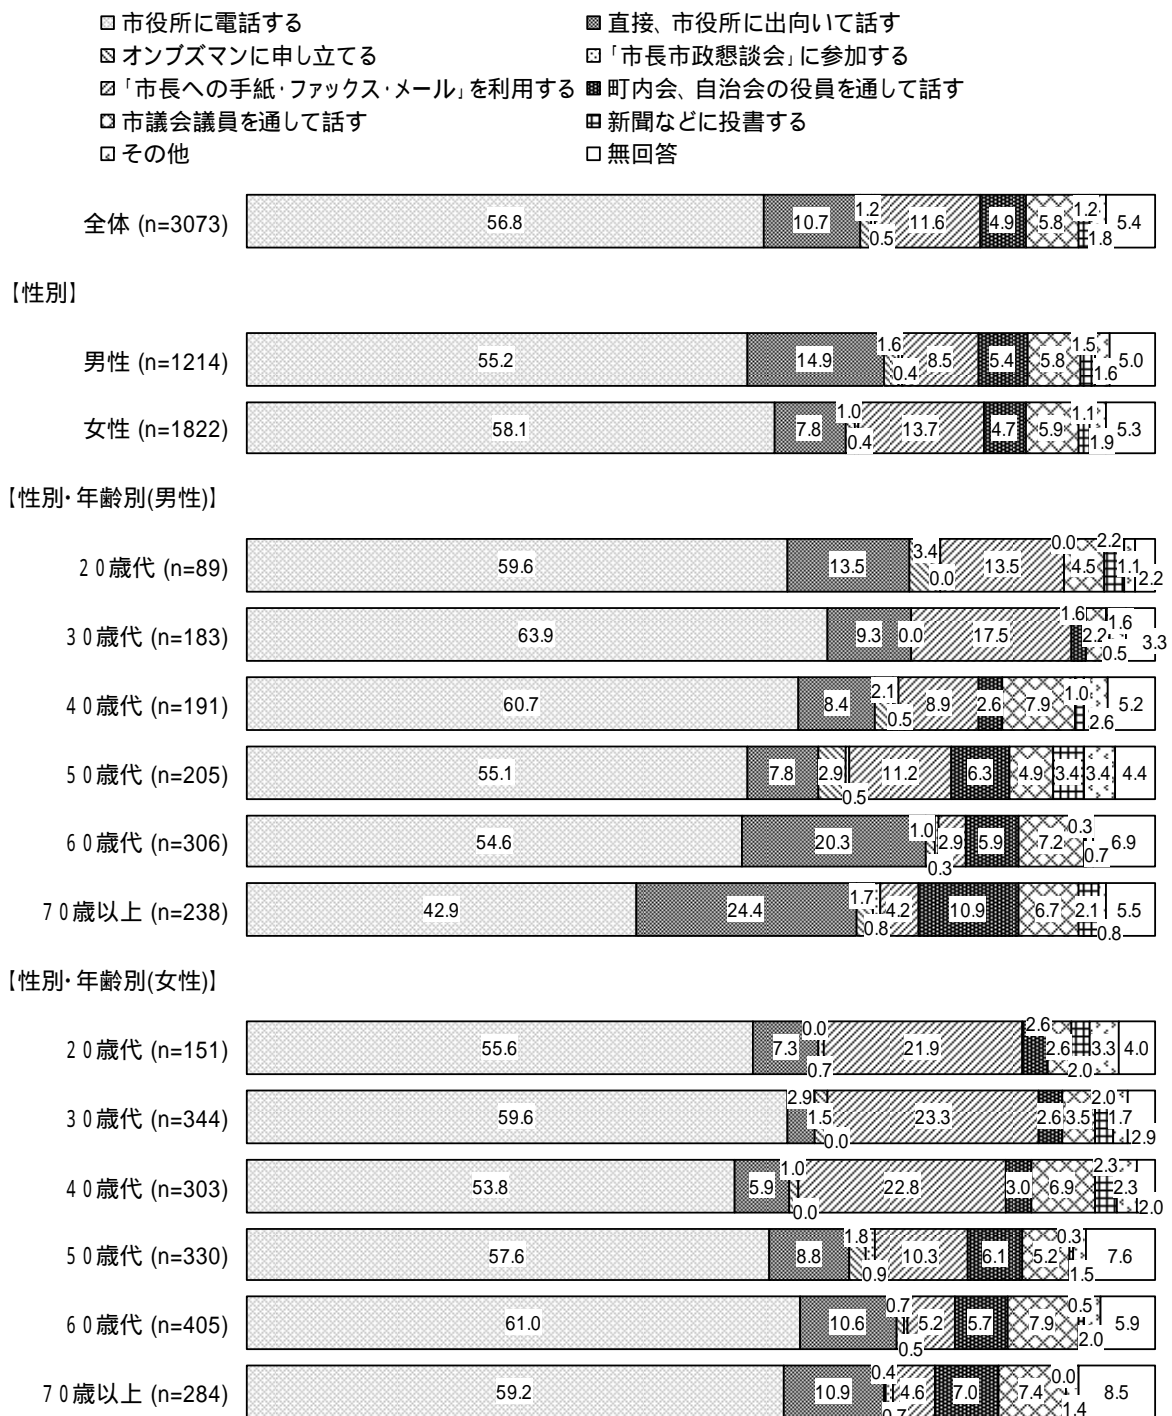 市役所に電話する 直接、市役所に出向いて話す
オンブズマンに申し立てる 「市長市政懇談会」に参加する
「市長への手紙・ファックス・メール」を利用する 町内会、自治会の役員を通して話す
市議会議員を通して話す 新聞などに投書する
その他 無回答
全体 (n=3073) 56.8 10.7 1.2 0.5 11.6 4.9 5.8 1.2 1.8 5.4
【性別】
男性 (n=1214) 55.2 14.9 1.6 0.4 8.5 5.4 5.8 1.5 1.6 5.0
女性 (n=1822) 58.1 7.8 1.0 0.4 13.7 4.7 5.9 1.1 1.9 5.3
【性別・年齢別(男性)】
20歳代 (n=89) 59.6 13.5 3.4 0.0 13.5 0.0 4.5 2.2 1.1 2.2
30歳代 (n=183) 63.9 9.3 0.0 17.5 1.6 2.2 0.5 1.6 3.3
40歳代 (n=191) 60.7 8.4 2.1 0.5 8.9 2.6 7.9 1.0 2.6 5.2
50歳代 (n=205) 55.1 7.8 2.9 0.5 11.2 6.3 4.9 3.4 3.4 4.4
60歳代 (n=306) 54.6 20.3 1.0 0.3 2.9 5.9 7.2 0.3 0.7 6.9
70歳以上 (n=238) 42.9 24.4 1.7 0.8 4.2 10.9 6.7 2.1 0.8 5.5
【性別・年齢別(女性)】
20歳代 (n=151) 55.6 7.3 0.0 0.7 21.9 2.6 2.6 2.0 3.3 4.0
30歳代 (n=344) 59.6 2.9 1.5 0.0 23.3 2.6 3.5 2.0 1.7 2.9
40歳代 (n=303) 53.8 5.9 1.0 0.0 22.8 3.0 6.9 2.3 2.3 2.0
50歳代 (n=330) 57.6 8.8 1.8 0.9 10.3 6.1 5.2 0.3 1.5 7.6
60歳代 (n=405) 61.0 10.6 0.7 0.5 5.2 5.7 7.9 0.5 2.0 5.9
70歳以上 (n=284) 59.2 10.9 0.4 0.7 4.6 7.0 7.4 0.0 1.4 8.5